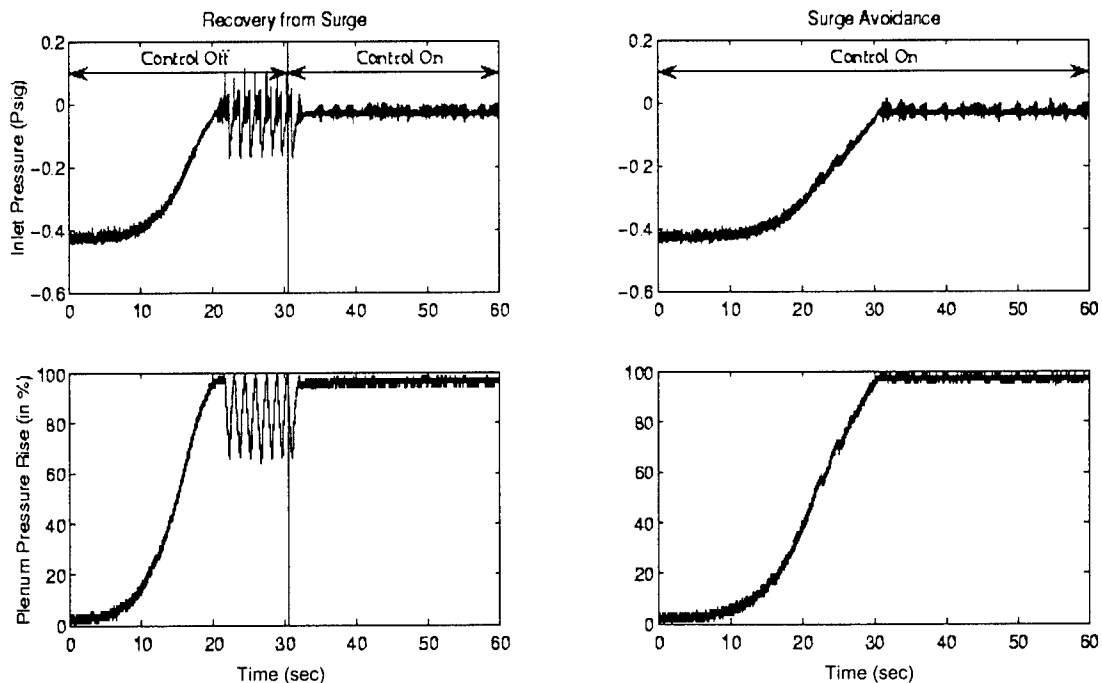 Recovery from Surge
Surge Avoidance
Control Off
Control On
Control On
Inlet Pressure (Psig)
0.2
0
−0.2
−0.4
−0.6
0 10 20 30 40 50 60
0.2
0
−0.2
−0.4
−0.6
0 10 20 30 40 50 60
Plenum Pressure Rise (in %)
100
80
60
40
20
0
0 10 20 30 40 50 60
Time (sec)
100
80
60
40
20
0
0 10 20 30 40 50 60
Time (sec)